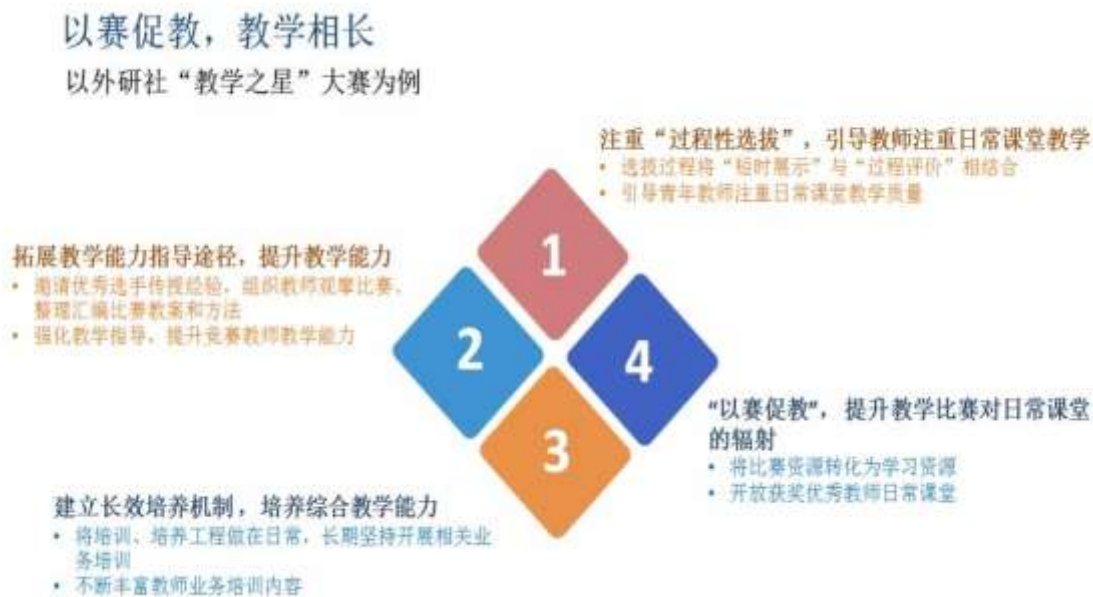 以赛促教，教学相长
以外研社“教学之星”大赛为例
注重“过程性选拔”，引导教师注重日常课堂教学
• 选拔过程将“短时展示”与“过程评价”相结合
• 引导青年教师注重日常课堂教学质量
1
拓展教学能力指导途径，提升教学能力
• 邀请优秀选手传授经验，组织教师观摩比赛、
整理汇编比赛教案和方法
• 强化教学指导，提升竞赛教师教学能力
2
4
“以赛促教”，提升教学比赛对日常课堂
的辐射
• 将比赛资源转化为学习资源
• 开放获奖优秀教师日常课堂
3
建立长效培养机制，培养综合教学能力
• 将培训、培养工程做在日常，长期坚持开展相关业
务培训
• 不断丰富教师业务培训内容